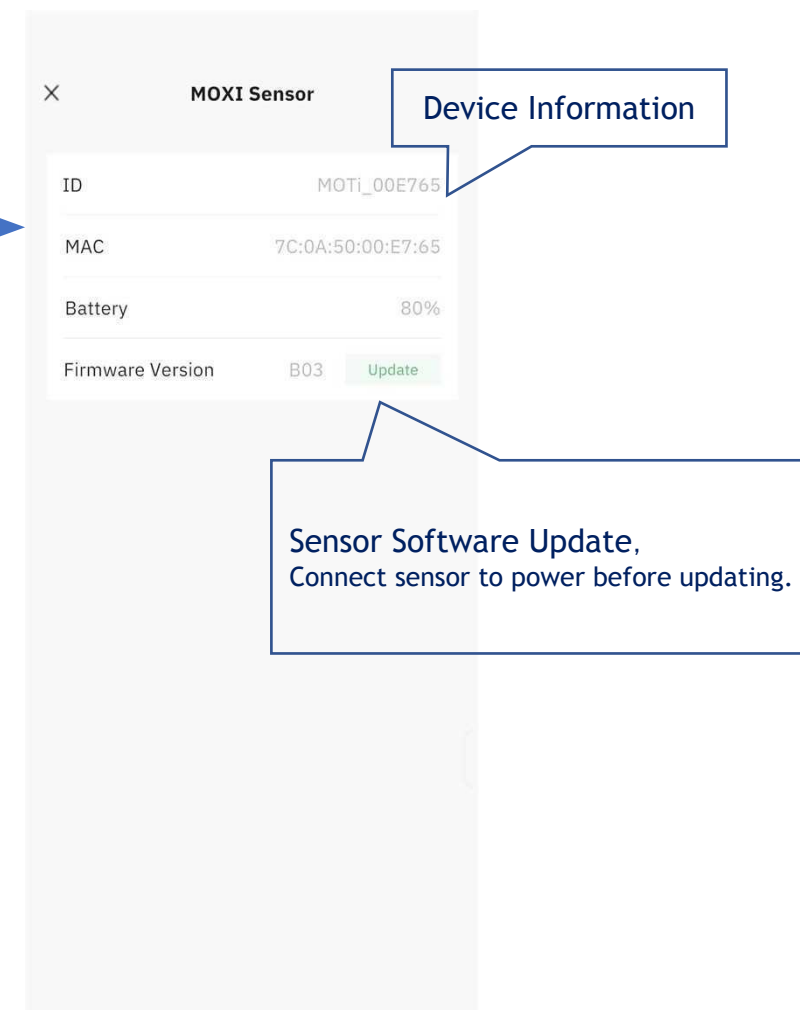 MOXI Sensor
Device Information
ID MOTi_00E765
MAC 7C:0A:50:00:E7:65
Battery 80%
Firmware Version B03 Update
Sensor Software Update,
Connect sensor to power before updating.